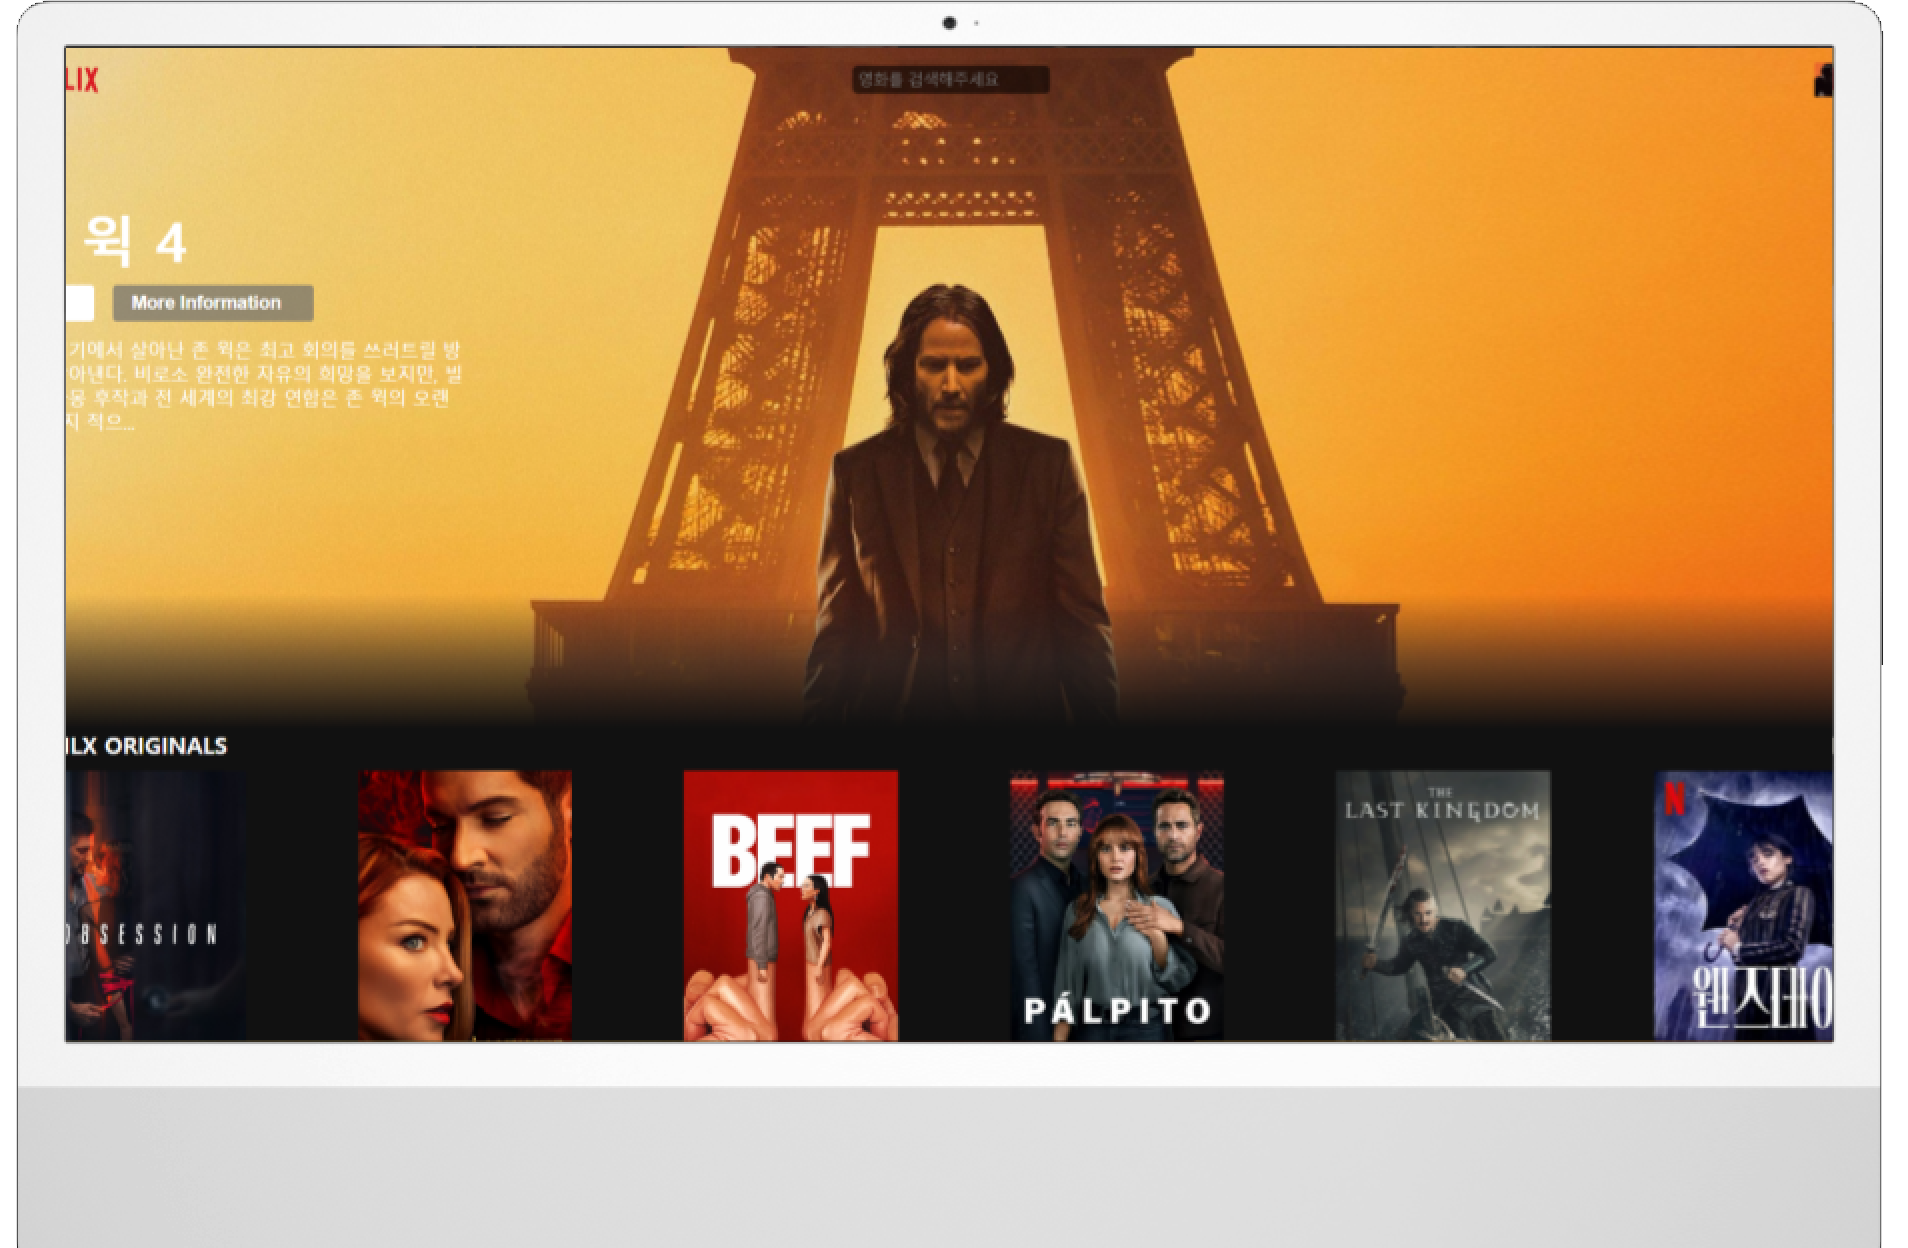 LIX
영화를 검색해주세요
윅 4
More Information
기에서 살아난 존 윅은 최고 회의를 쓰러트릴 방
아낸다. 비로소 완전한 자유의 희망을 보지만, 빌
몽 후작과 전 세계의 최강 연합은 존 윅의 오랜
지 적으...
ILX ORIGINALS
OBSESSION
BEEF
PÁLPITO
THE
LAST KINGDOM
N
웬즈데이